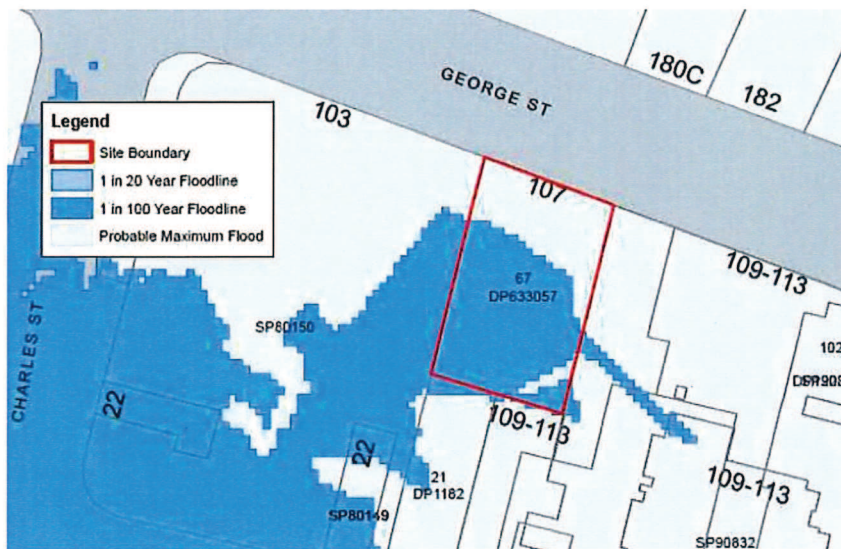 GEORGE ST
180C
182
103
Legend
Site Boundary
1 in 20 Year Floodline
1 in 100 Year Floodline
Probable Maximum Flood
107
67
DP633057
109-113
SP80150
CHARLES ST
22
109-113
22
21
DP1182
SP80149
102
109-113
SP90832